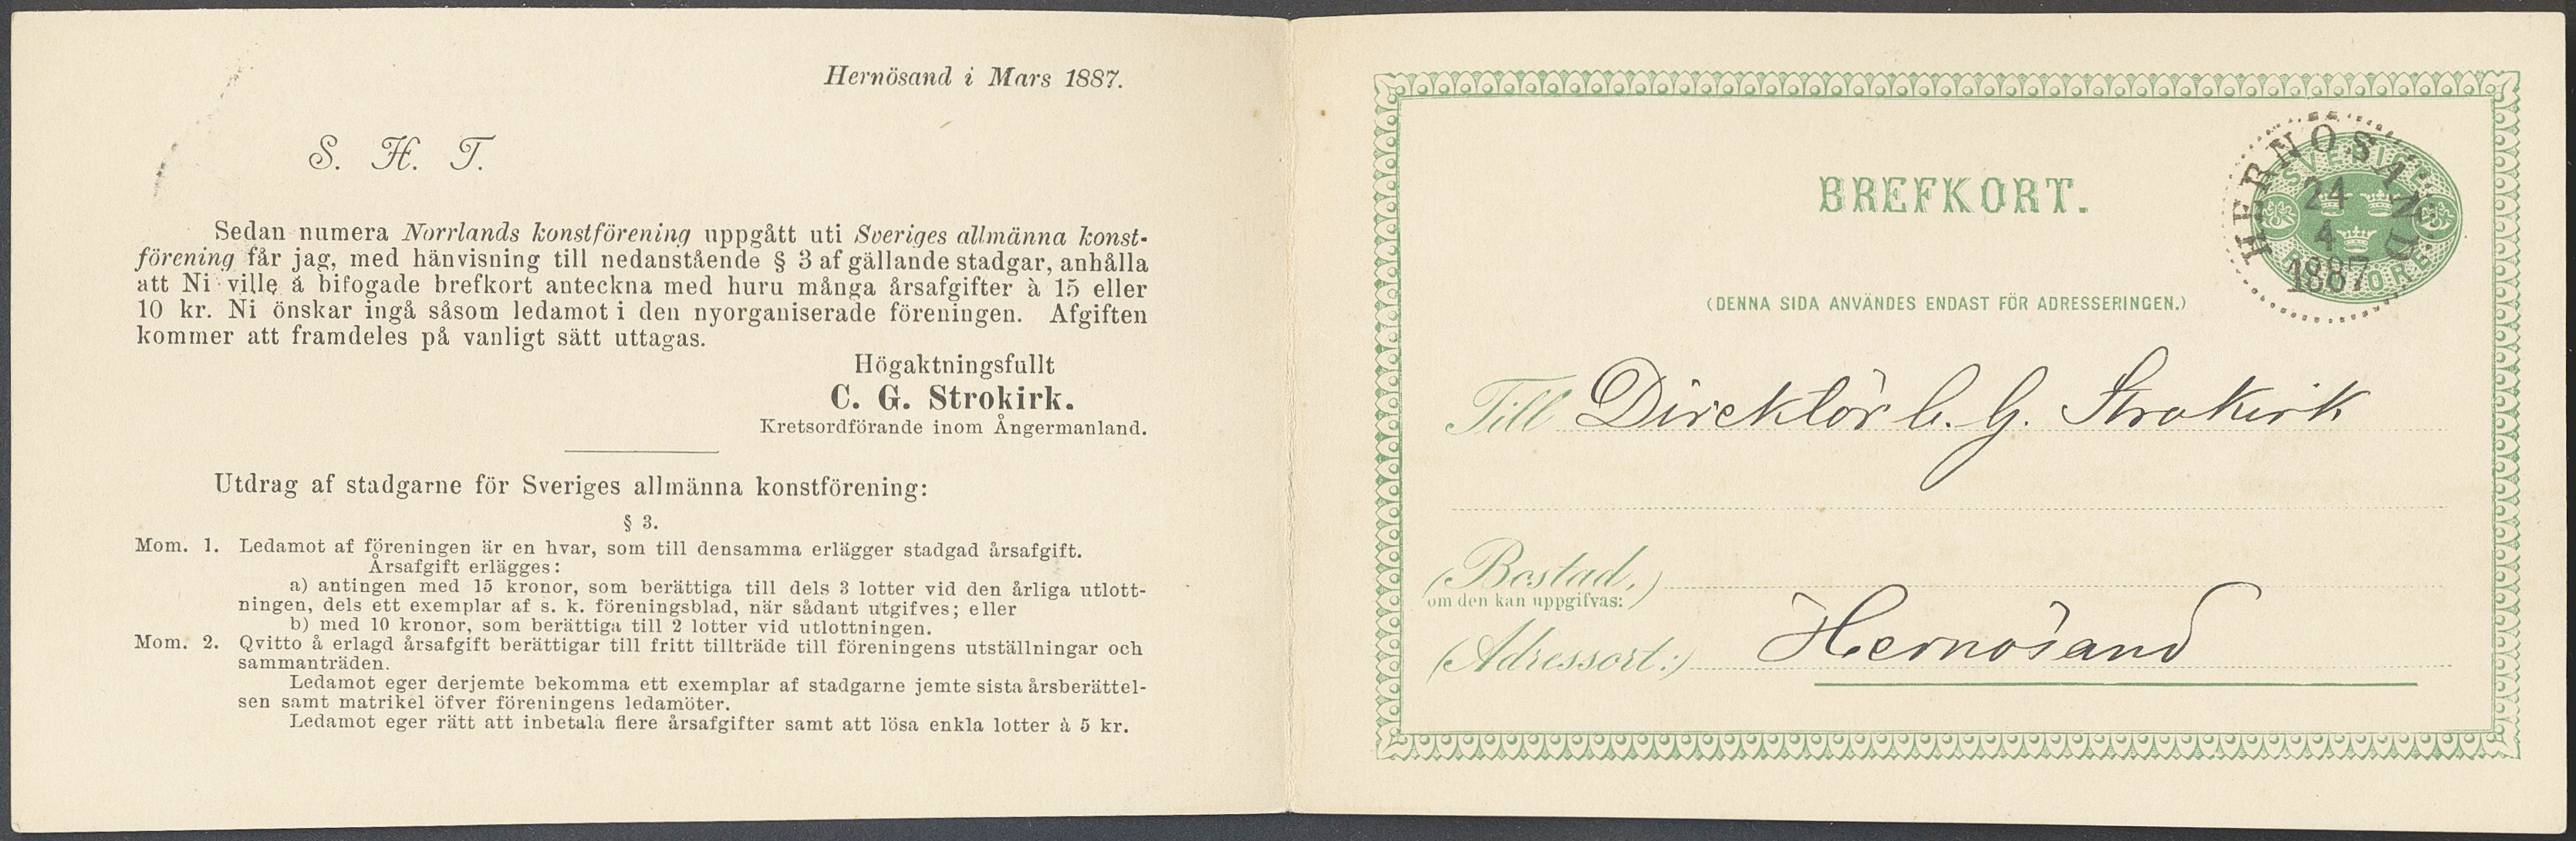 Hernösand i Mars 1887.
S. H. T.
Sedan numera Norrlands konstförening uppgått uti Sveriges allmänna konst-
förening får jag, med hänvisning till nedanstående § 3 af gällande stadgar, anhålla
att Ni ville å bifogade brefkort anteckna med huru många årsafgifter à 15 eller
10 kr. Ni önskar ingå såsom ledamot i den nyorganiserade föreningen. Afgiften
kommer att framdeles på vanligt sätt uttagas.
Högaktningsfullt
C. G. Strokirk.
Kretsordförande inom Ångermanland.
Utdrag af stadgarne för Sveriges allmänna konstförening:
§ 3.
Mom. 1. Ledamot af föreningen är en hvar, som till densamma erlägger stadgad årsafgift.
Årsafgift erlägges:
a) antingen med 15 kronor, som berättiga till dels 3 lotter vid den årliga utlott-
ningen, dels ett exemplar af s. k. föreningsblad, när sådant utgifves; eller
b) med 10 kronor, som berättiga till 2 lotter vid utlottningen.
Mom. 2. Qvitto å erlagd årsafgift berättigar till fritt tillträde till föreningens utställningar och
sammanträden.
Ledamot eger derjemte bekomma ett exemplar af stadgarne jemte sista årsberättel-
sen samt matrikel öfver föreningens ledamöter.
Ledamot eger rätt att inbetala flere årsafgifter samt att lösa enkla lotter à 5 kr.
BREFKORT.
SVERIGE
ÖRE
HERNÖSAND
24
4
1887
(DENNA SIDA ANVÄNDES ENDAST FÖR ADRESSERINGEN.)
Till Direktör C. G. Strokirk
(Bostad,)
om den kan uppgifvas:
(Adressort:) Hernösand